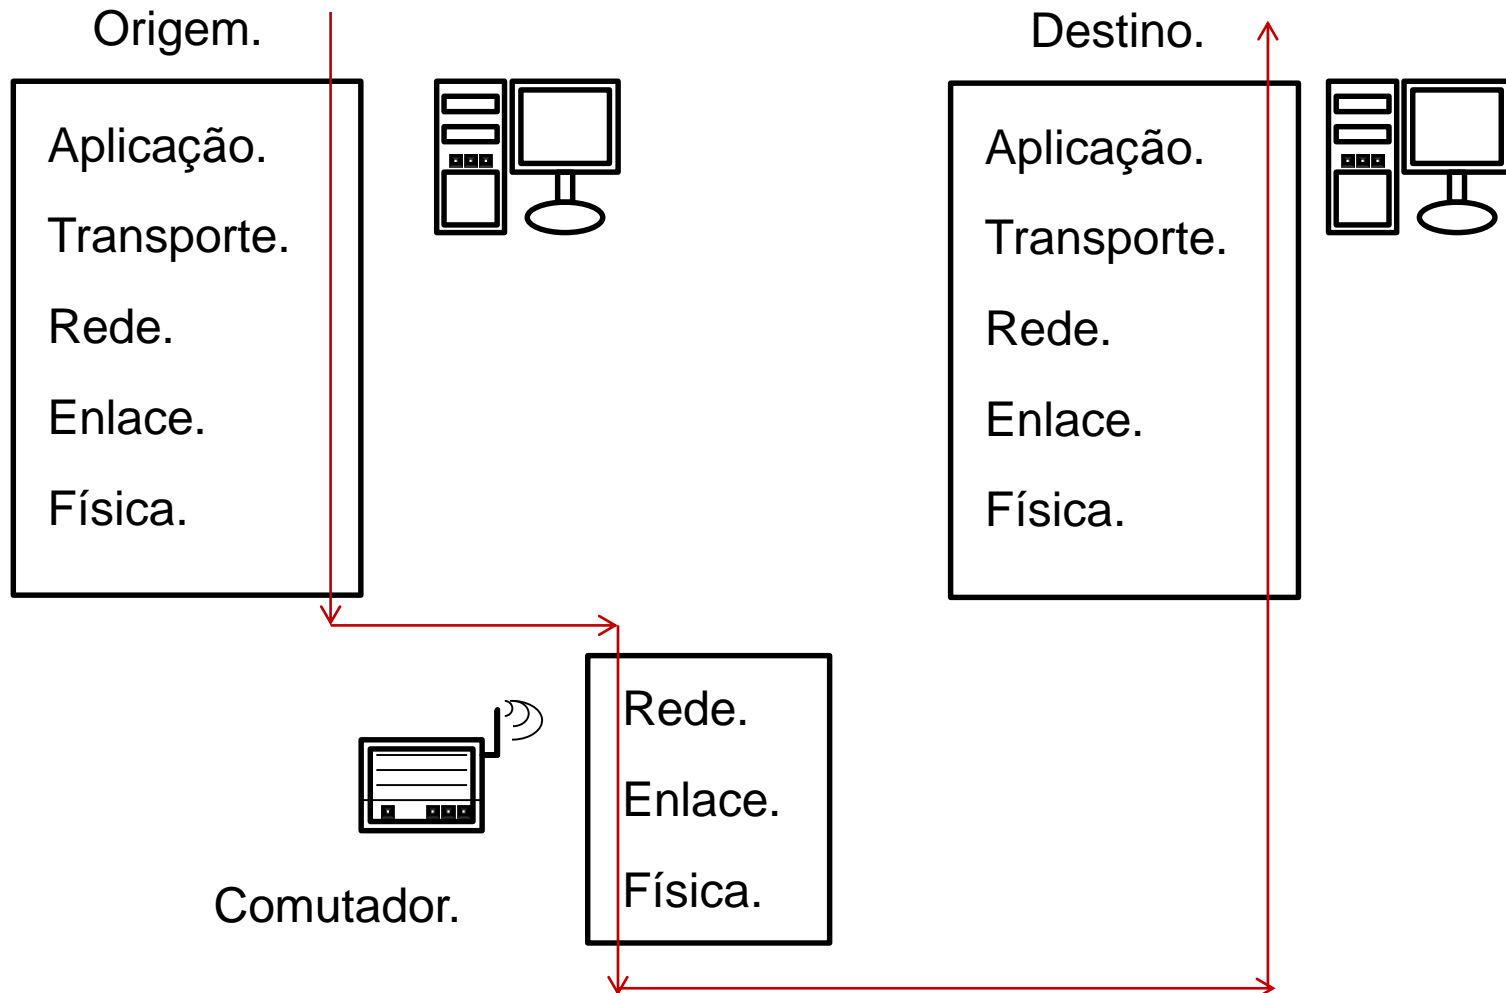 Origem.
Aplicação.
Transporte.
Rede.
Enlace.
Física.
Destino.
Aplicação.
Transporte.
Rede.
Enlace.
Física.
Comutador.
Rede.
Enlace.
Física.